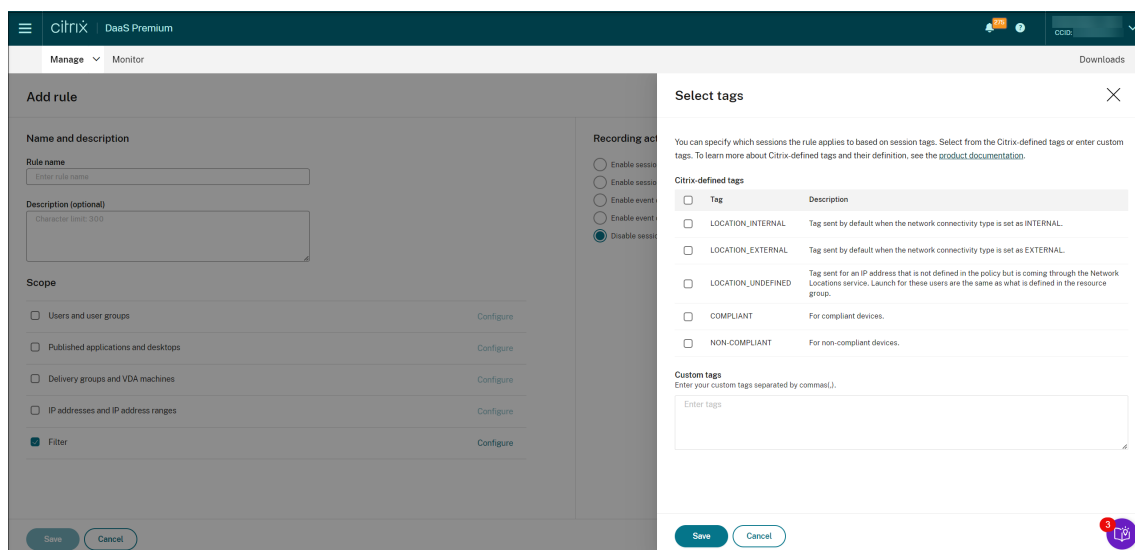 citrix DaaS Premium
275
?
CCID:
Manage Monitor Downloads
Add rule
Name and description
Rule name
Enter rule name
Description (optional)
Character limit: 300
Scope
Users and user groups Configure
Published applications and desktops Configure
Delivery groups and VDA machines Configure
IP addresses and IP address ranges Configure
Filter Configure
Save Cancel
Recording act
Enable sessio
Enable sessio
Enable event
Enable event
Disable sessio
Select tags
You can specify which sessions the rule applies to based on session tags. Select from the Citrix-defined tags or enter custom
tags. To learn more about Citrix-defined tags and their definition, see the product documentation.
Citrix-defined tags
Tag Description
LOCATION_INTERNAL Tag sent by default when the network connectivity type is set as INTERNAL.
LOCATION_EXTERNAL Tag sent by default when the network connectivity type is set as EXTERNAL.
LOCATION_UNDEFINED Tag sent for an IP address that is not defined in the policy but is coming through the Network
Locations service. Launch for these users are the same as what is defined in the resource
group.
COMPLIANT For compliant devices.
NON-COMPLIANT For non-compliant devices.
Custom tags
Enter your custom tags separated by commas(,).
Enter tags
Save Cancel
3